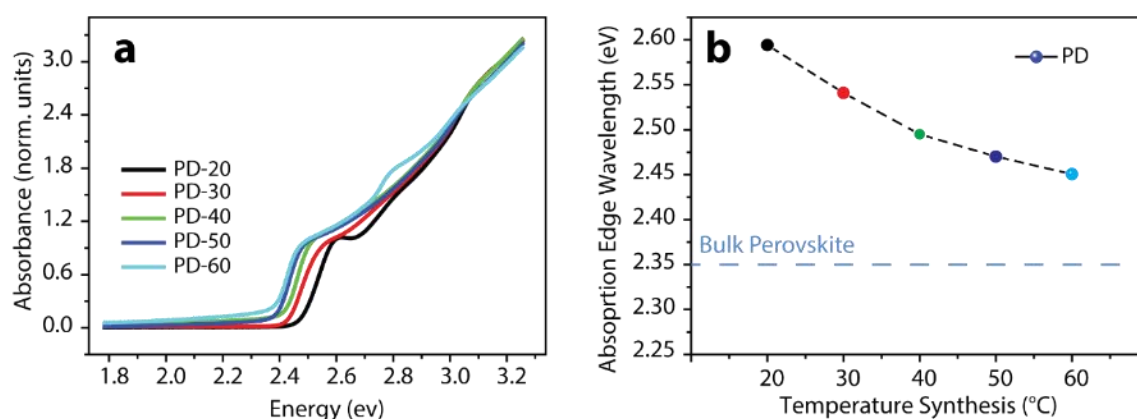 a
Absorbance (norm. units)
3.0
2.4
1.8
1.2
0.6
0.0
PD-20
PD-30
PD-40
PD-50
PD-60
1.8 2.0 2.2 2.4 2.6 2.8 3.0 3.2
Energy (ev)
b
Absoprtion Edge Wavelength (eV)
2.60
2.55
2.50
2.45
2.40
2.35
2.30
2.25
PD
Bulk Perovskite
20 30 40 50 60
Temperature Synthesis (°C)